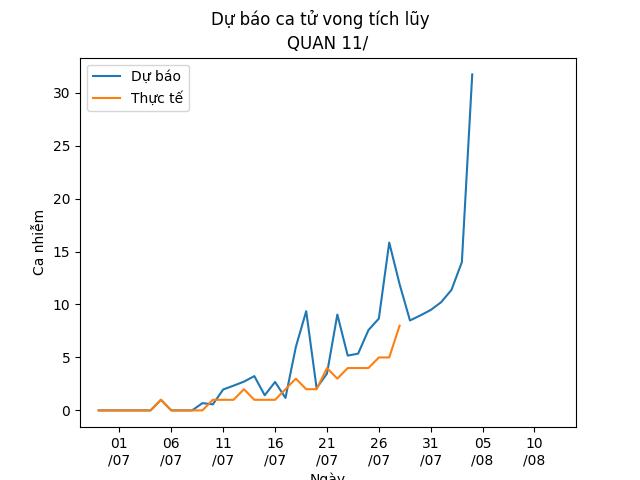 Dự báo ca tử vong tích lũy
QUAN 11/
Dự báo
Thực tế
Ca nhiễm
30
25
20
15
10
5
0
01 06 11 16 21 26 31 05 10
/07 /07 /07 /07 /07 /07 /07 /08 /08
Ngày